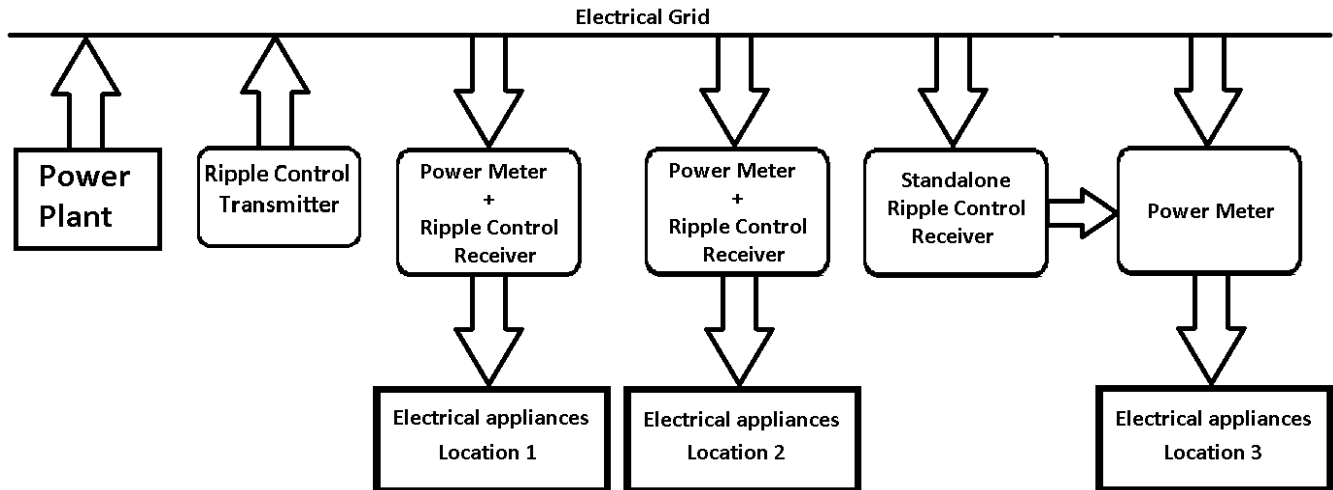 Electrical Grid
Power
Plant
Ripple Control
Transmitter
Power Meter
+
Ripple Control
Receiver
Power Meter
+
Ripple Control
Receiver
Standalone
Ripple Control
Receiver
Power Meter
Electrical appliances
Location 1
Electrical appliances
Location 2
Electrical appliances
Location 3